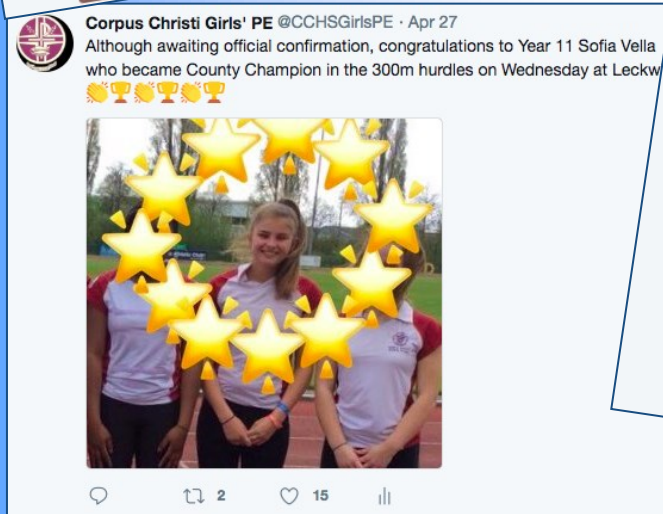 Corpus Christi Girls' PE @CCHSGirlsPE · Apr 27
Although awaiting official confirmation, congratulations to Year 11 Sofia Vella
who became County Champion in the 300m hurdles on Wednesday at Leckw
👏🏆👏🏆👏🏆
2 15